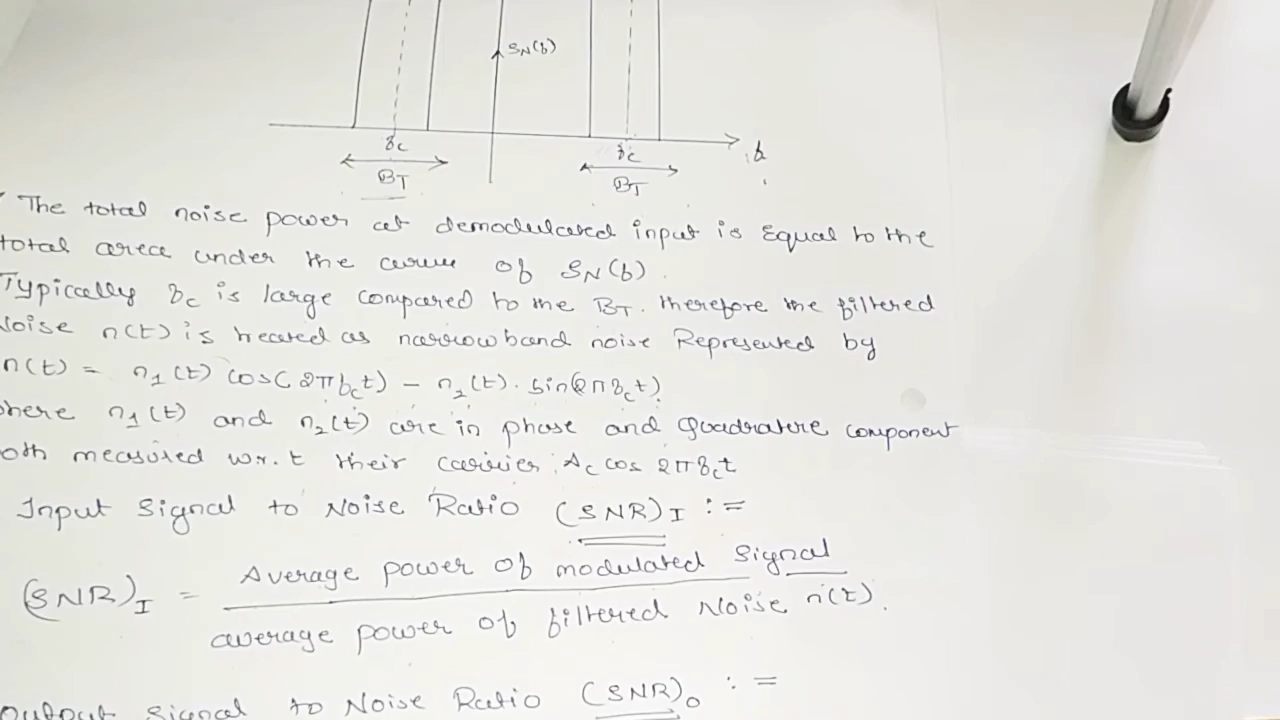 SN(f)
fc
fc
f
BT
BT
The total noise power at demodulated input is Equal to the
total area under the curve of SN(f).
Typically fc is large compared to the BT. therefore the filtered
Noise n(t) is treated as narrowband noise Represented by
n(t) = n1(t) cos(2πfct) - n2(t). sin(2πfct).
where n1(t) and n2(t) are in phase and Quadrature component
both measured w.r.t their carrier Ac cos 2πfct
Input Signal to Noise Ratio (SNR)I :=
(SNR)I = Average power of modulated Signal
average power of filtered Noise n(t).
Output Signal to Noise Ratio (SNR)o :=